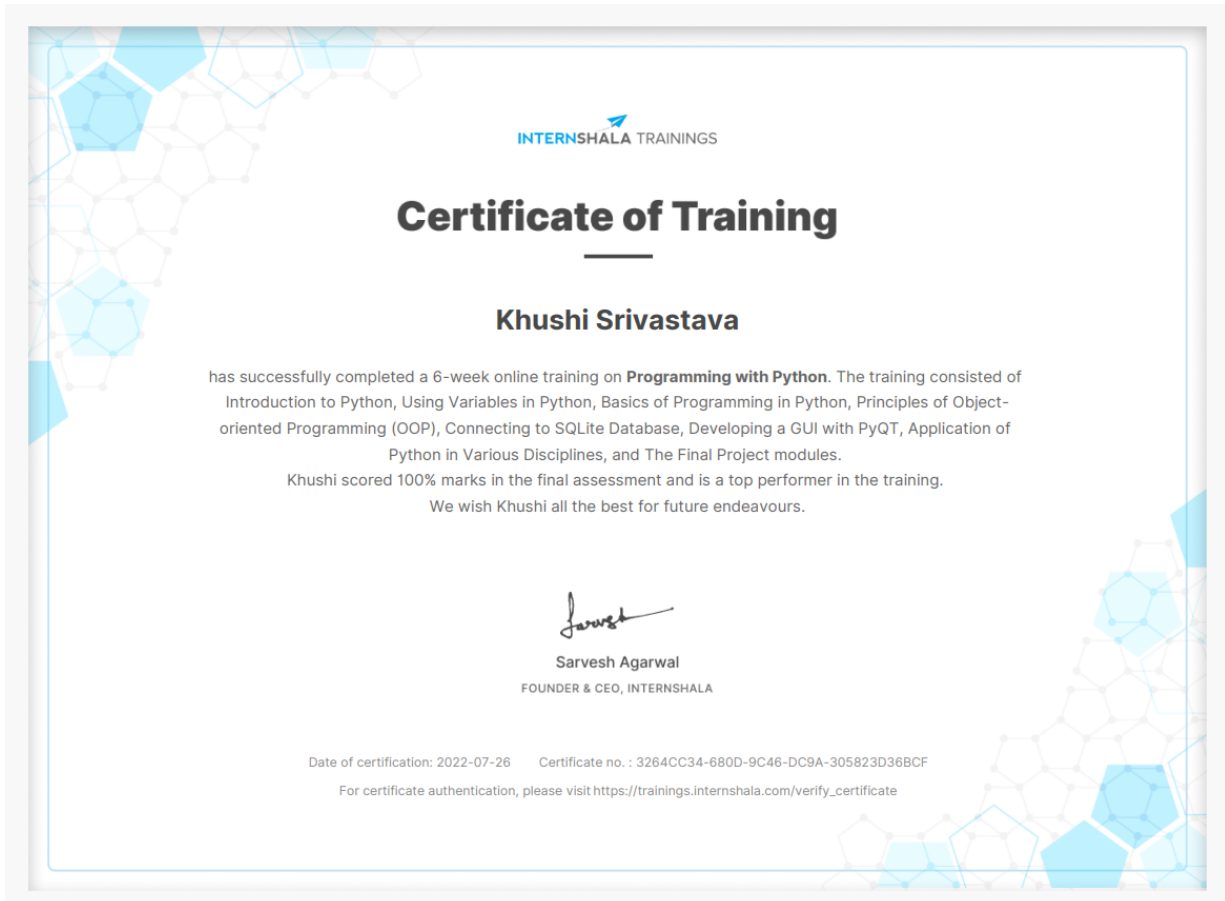 INTERNSHALA TRAININGS
Certificate of Training
Khushi Srivastava
has successfully completed a 6-week online training on Programming with Python. The training consisted of
Introduction to Python, Using Variables in Python, Basics of Programming in Python, Principles of Object-
oriented Programming (OOP), Connecting to SQLite Database, Developing a GUI with PyQT, Application of
Python in Various Disciplines, and The Final Project modules.
Khushi scored 100% marks in the final assessment and is a top performer in the training.
We wish Khushi all the best for future endeavours.
Sarvesh
Sarvesh Agarwal
FOUNDER & CEO, INTERNSHALA
Date of certification: 2022-07-26 Certificate no. : 3264CC34-680D-9C46-DC9A-305823D36BCF
For certificate authentication, please visit https://trainings.internshala.com/verify_certificate